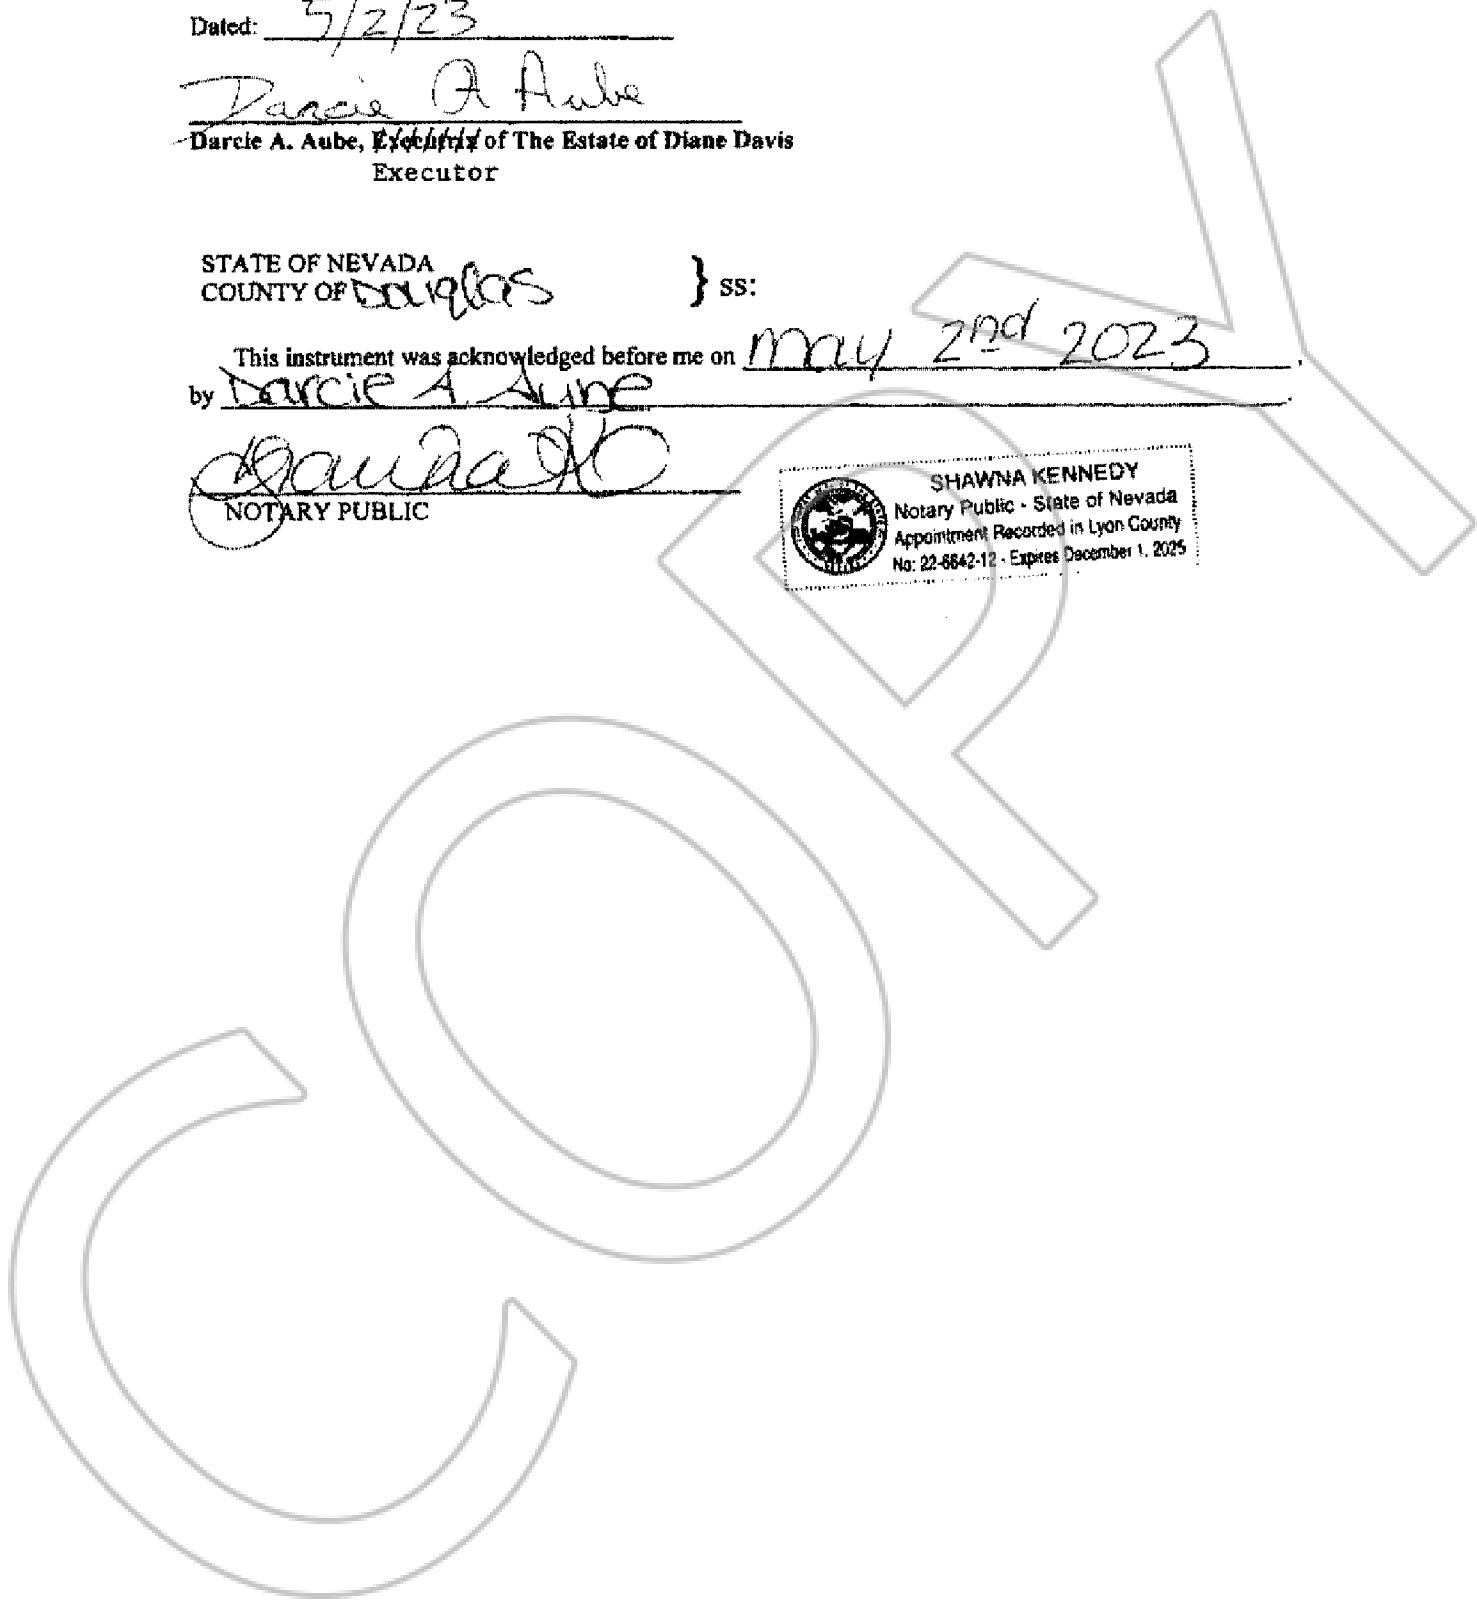 Dated: 5/2/23
Darcie A Aube
Darcie A. Aube, Executrix of The Estate of Diane Davis
Executor
STATE OF NEVADA
COUNTY OF Douglas } ss:
This instrument was acknowledged before me on May 2nd 2023,
by Darcie A. Aube.
NOTARY PUBLIC
SHAWNA KENNEDY
Notary Public - State of Nevada
Appointment Recorded in Lyon County
No: 22-6642-12 - Expires December 1, 2025
COPY